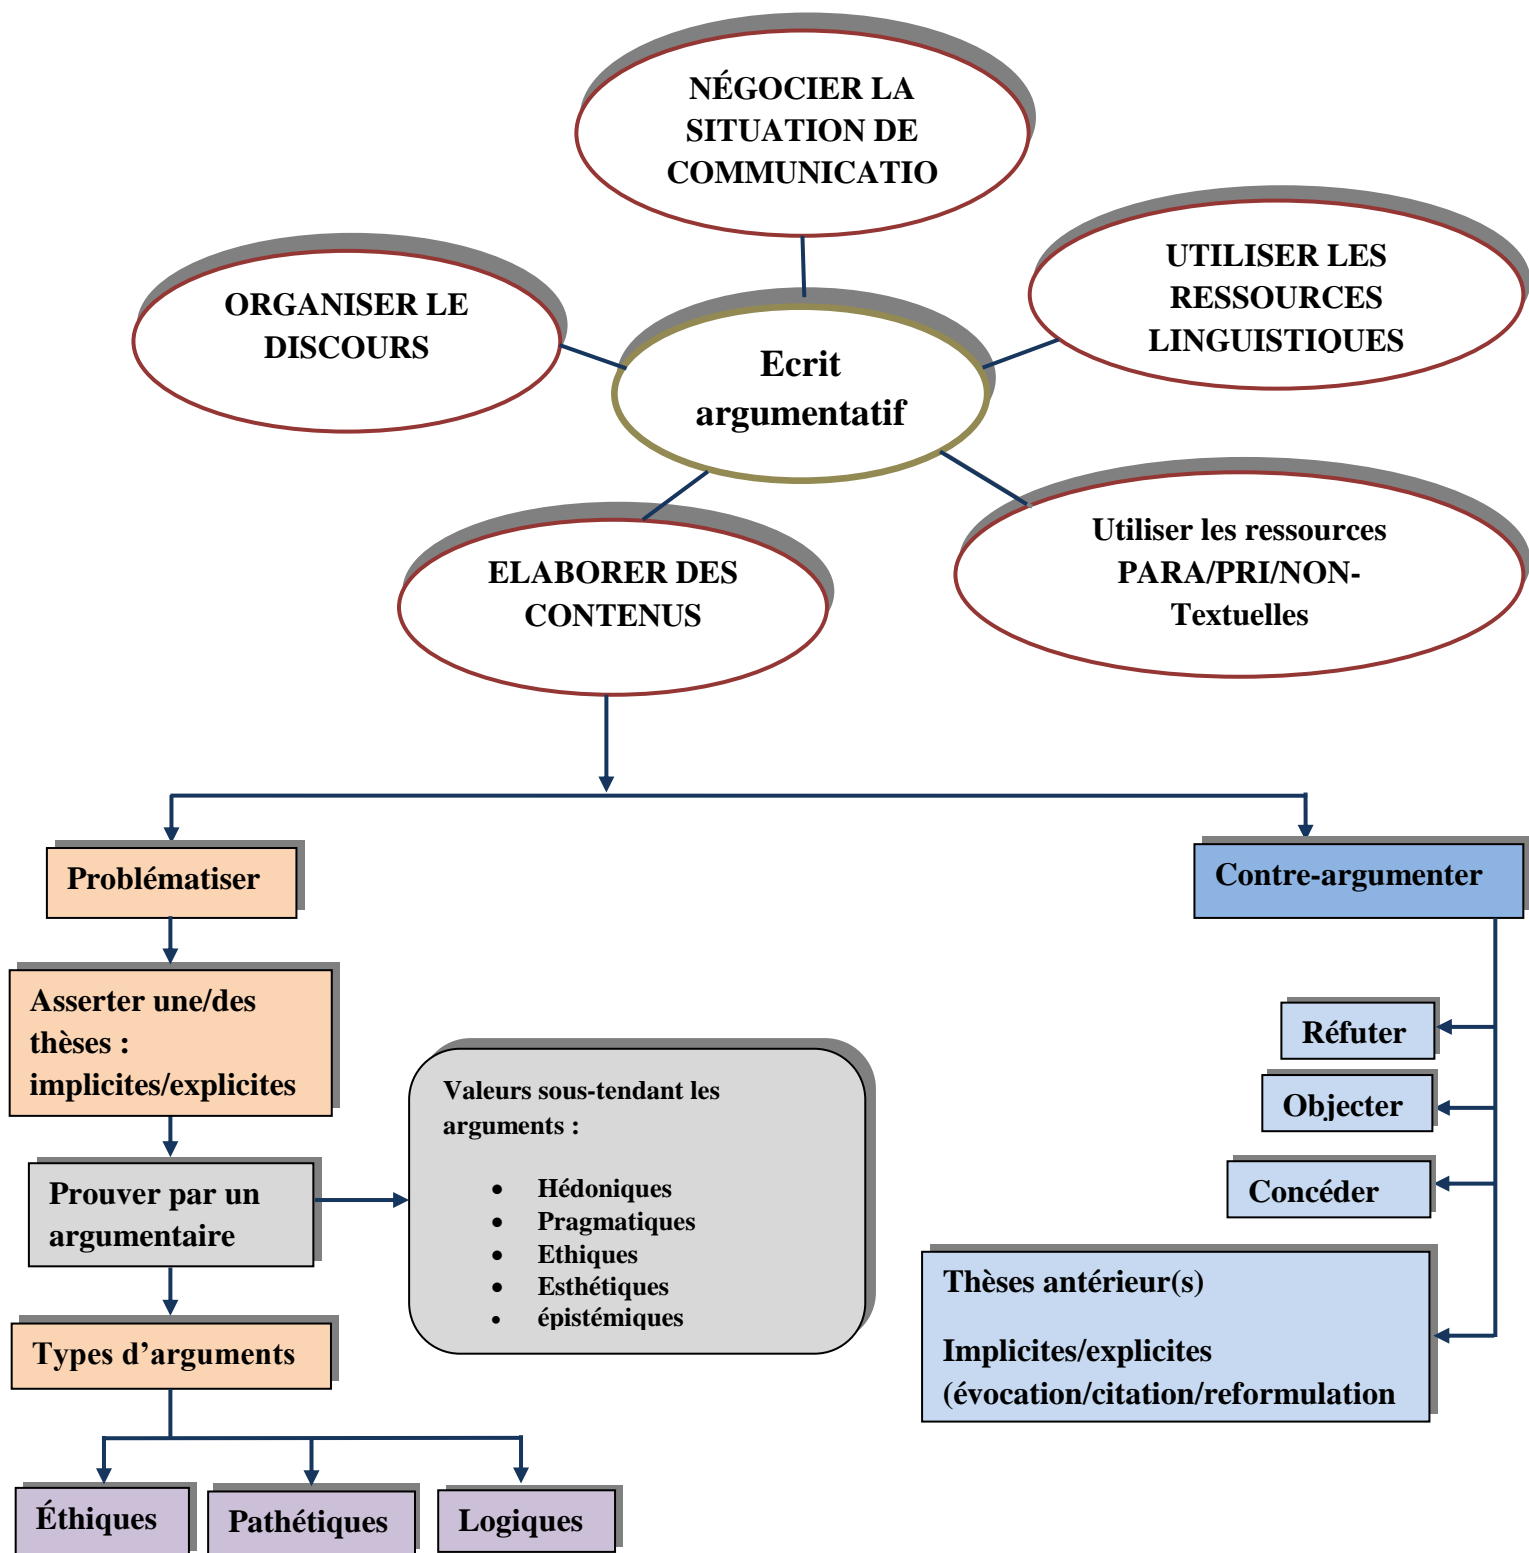 NÉGOCIER LA
SITUATION DE
COMMUNICATIO
UTILISER LES
RESSOURCES
LINGUISTIQUES
ORGANISER LE
DISCOURS
Ecrit
argumentatif
Utiliser les ressources
PARA/PRI/NON-
Textuelles
ELABORER DES
CONTENUS
Problématiser
Contre-argumenter
Asserter une/des
thèses :
implicites/explicites
Réfuter
Objecter
Concéder
Valeurs sous-tendant les
arguments :
• Hédoniques
• Pragmatiques
• Ethiques
• Esthétiques
• épistémiques
Prouver par un
argumentaire
Thèses antérieur(s)
Implicites/explicites
(évocation/citation/reformulation
Types d’arguments
Éthiques
Pathétiques
Logiques